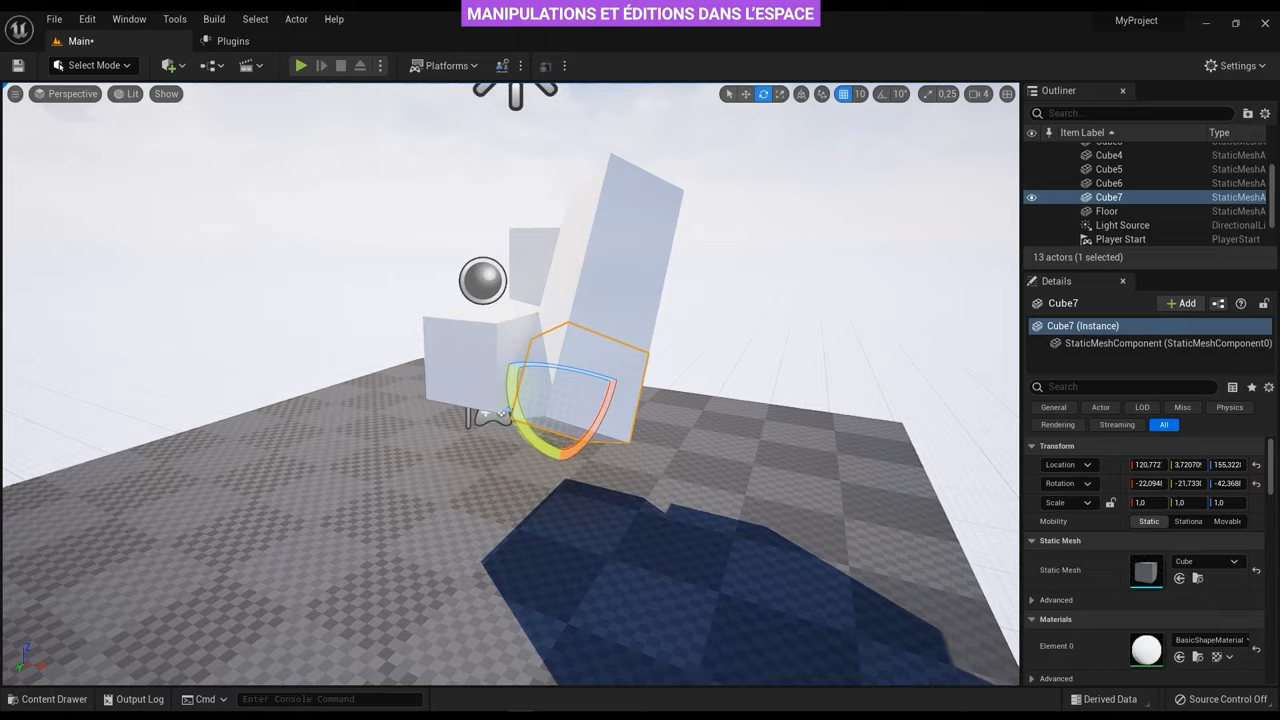 MANIPULATIONS ET ÉDITIONS DANS L'ESPACE
File Edit Window Tools Build Select Actor Help
MyProject
Main•
Plugins
Select Mode
Platforms
Settings
Perspective
Lit
Show
10
10°
0,25
4
Outliner
Search...
Item Label
Type
Cube4 StaticMeshA
Cube5 StaticMeshA
Cube6 StaticMeshA
Cube7 StaticMeshA
Floor StaticMeshA
Light Source DirectionalLi
Player Start PlayerStart
13 actors (1 selected)
Details
Cube7
+ Add
Cube7 (Instance)
StaticMeshComponent (StaticMeshComponent0)
Search
General Actor LOD Misc Physics
Rendering Streaming All
Transform
Location 120,772 3,7207 155,322
Rotation -22,094 -21,733 -42,368
Scale 1,0 1,0 1,0
Mobility Static Stationa Movable
Static Mesh
Static Mesh
Cube
Advanced
Materials
Element 0
BasicShapeMaterial
Advanced
Content Drawer
Output Log
Cmd
Enter Console Command
Derived Data
Source Control Off